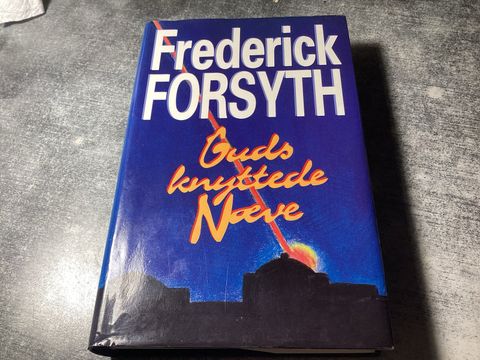 Frederick
FORSYTH
Guds
knyttede
Næve